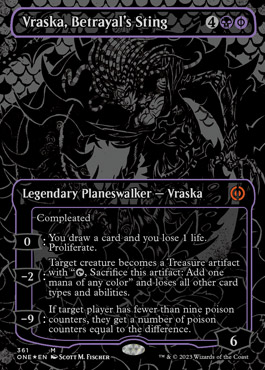 Vraska, Betrayal's Sting 4
Legendary Planeswalker — Vraska
Compleated
0 : You draw a card and you lose 1 life.
Proliferate.
Target creature becomes a Treasure artifact
−2 : with “, Sacrifice this artifact: Add one
mana of any color” and loses all other card
types and abilities.
If target player has fewer than nine poison
−9 : counters, they get a number of poison
counters equal to the difference.
6
361 M
ONE EN SCOTT M. FISCHER ™ & © 2023 Wizards of the Coast